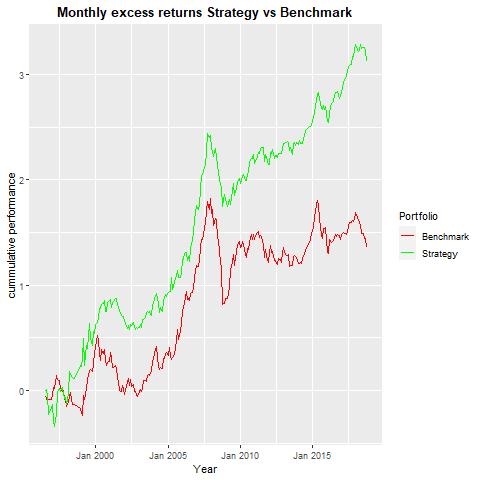 Monthly excess returns Strategy vs Benchmark
cummulative performance
3
2
1
0
Jan 2000
Jan 2005
Jan 2010
Jan 2015
Year
Portfolio
Benchmark
Strategy